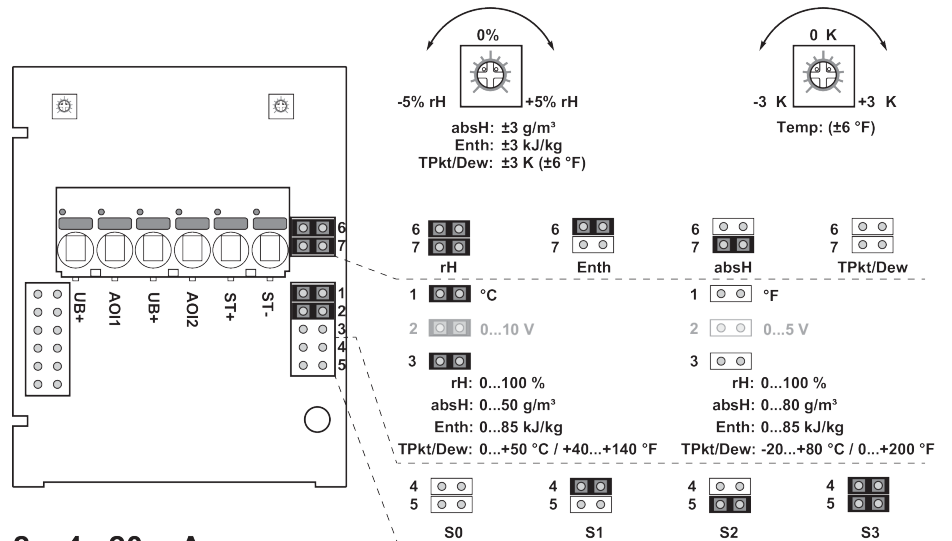 0%
-5% rH
+5% rH
absH: ±3 g/m³
Enth: ±3 kJ/kg
TPkt/Dew: ±3 K (±6 °F)
0 K
-3 K
+3 K
Temp: (±6 °F)
6
7
1
2
3
4
5
UB+
AOI1
UB+
AOI2
ST+
ST-
6
7
rH
6
7
Enth
6
7
absH
6
7
TPkt/Dew
1
°C
1
°F
2
0...10 V
2
0...5 V
3
rH: 0...100 %
absH: 0...50 g/m³
Enth: 0...85 kJ/kg
TPkt/Dew: 0...+50 °C / +40...+140 °F
3
rH: 0...100 %
absH: 0...80 g/m³
Enth: 0...85 kJ/kg
TPkt/Dew: -20...+80 °C / 0...+200 °F
4
5
S0
4
5
S1
4
5
S2
4
5
S3